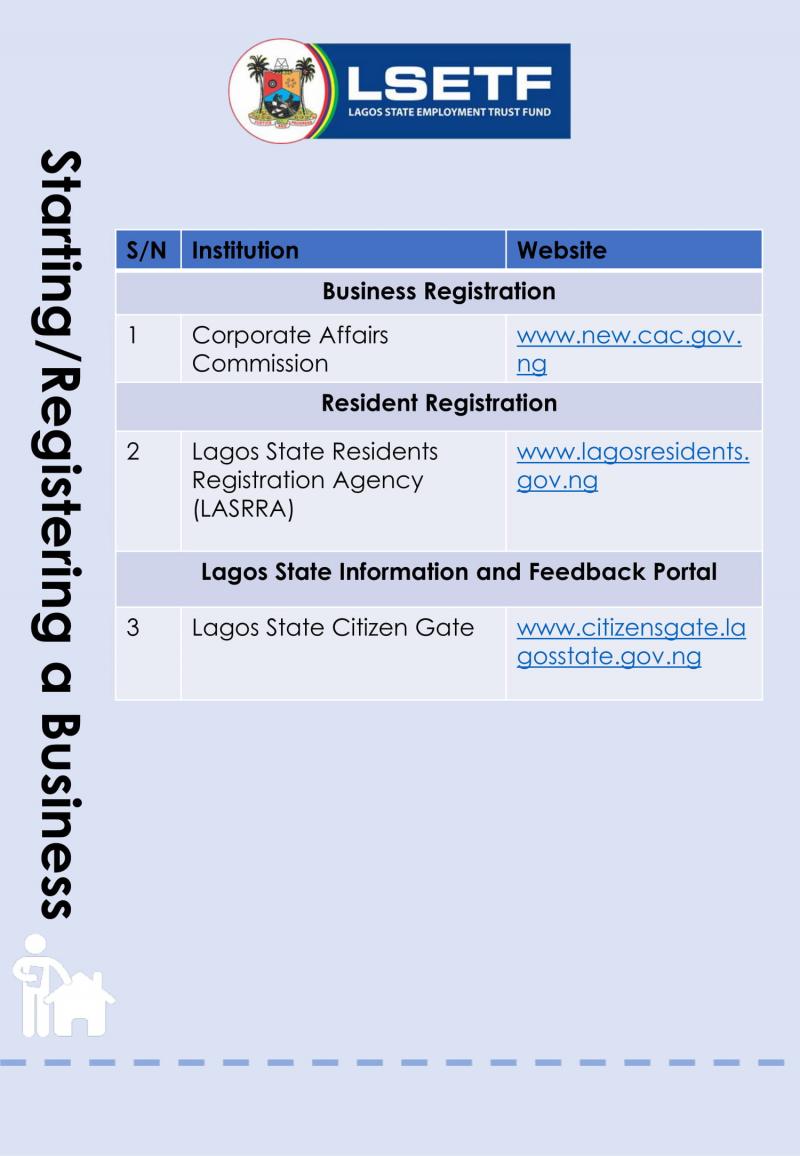 LSETF
LAGOS STATE EMPLOYMENT TRUST FUND
Starting/Registering a Business
S/N Institution Website
Business Registration
1 Corporate Affairs www.new.cac.gov.
Commission ng
Resident Registration
2 Lagos State Residents www.lagosresidents.
Registration Agency gov.ng
(LASRRA)
Lagos State Information and Feedback Portal
3 Lagos State Citizen Gate www.citizensgate.la
gosstate.gov.ng